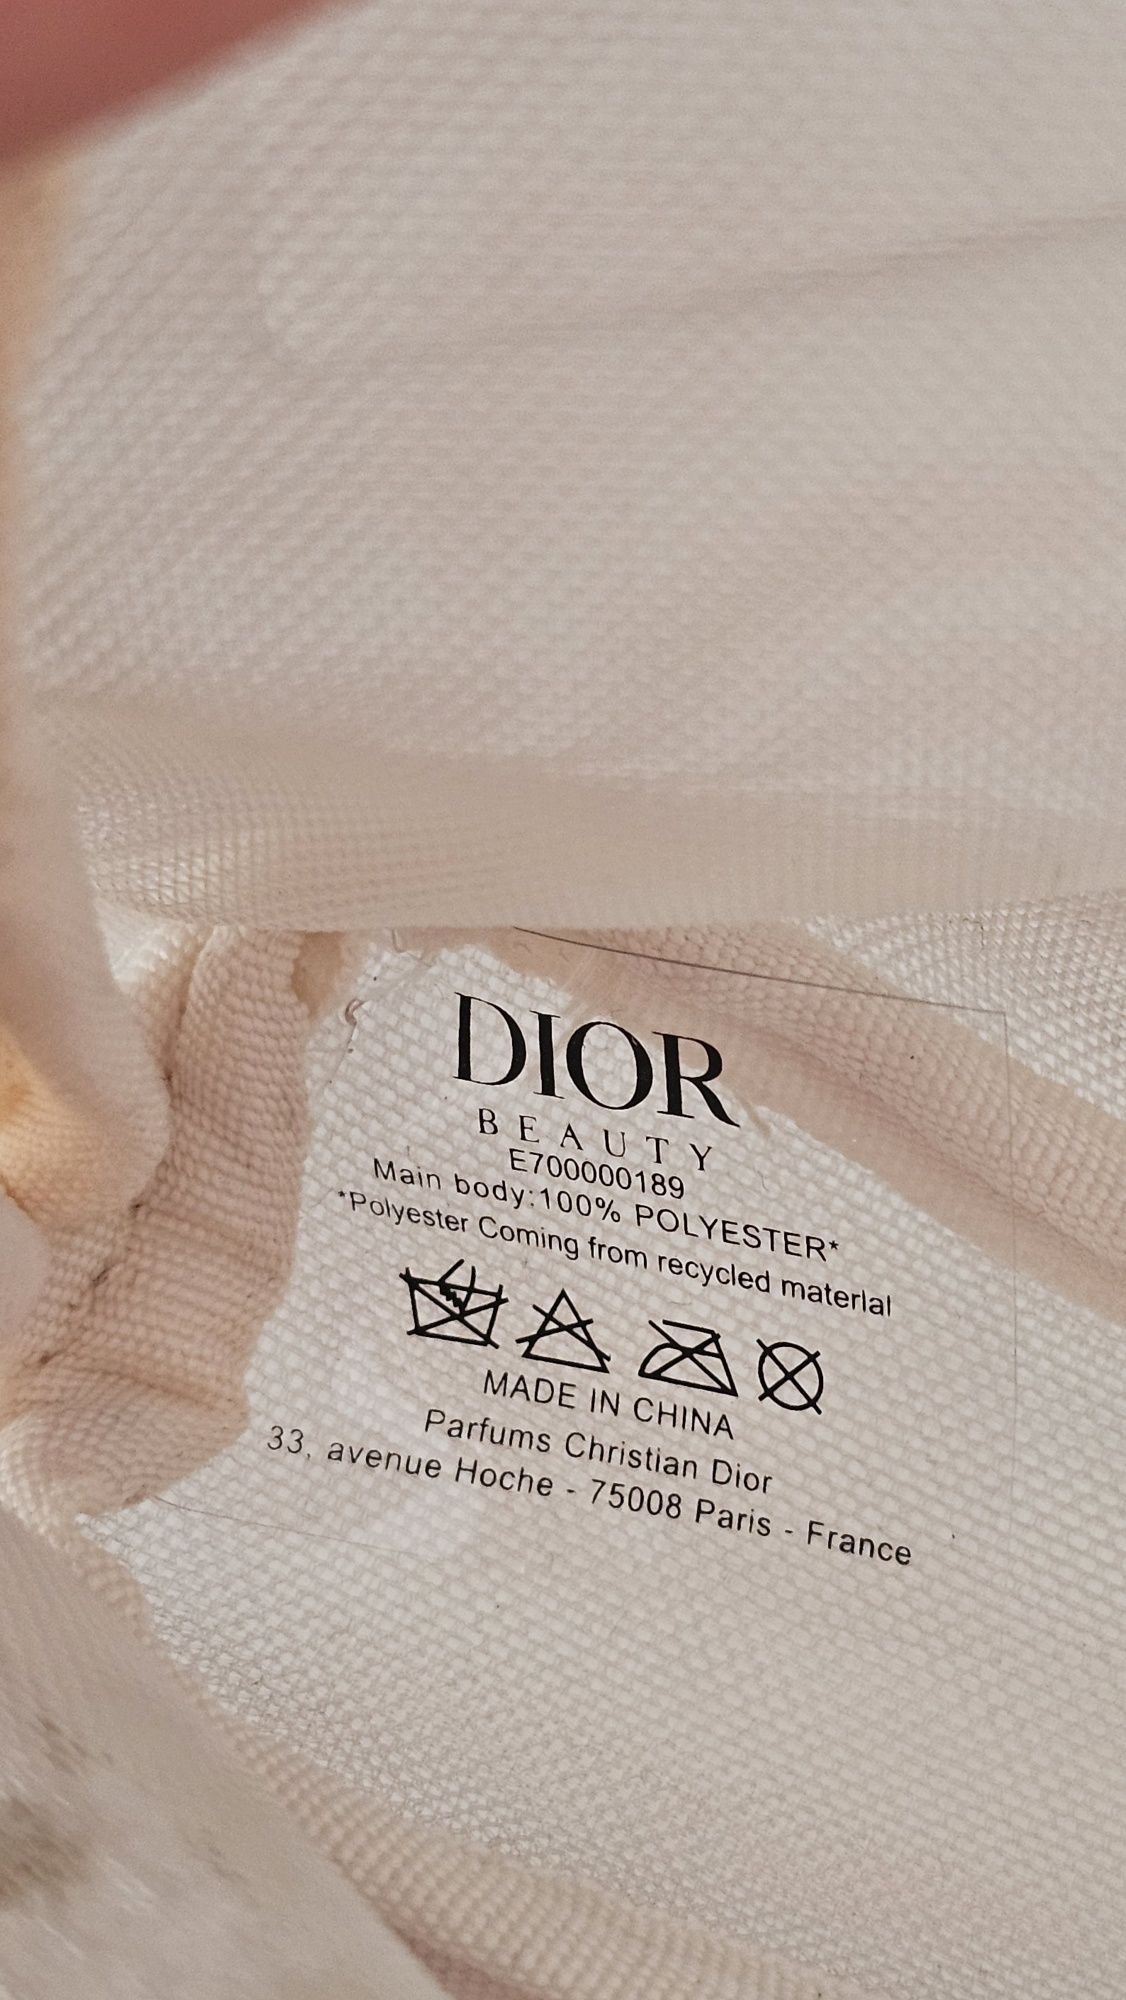 DIOR
BEAUTY
E700000189
Main body:100% POLYESTER*
*Polyester Coming from recycled material
MADE IN CHINA
Parfums Christian Dior
33, avenue Hoche - 75008 Paris - France